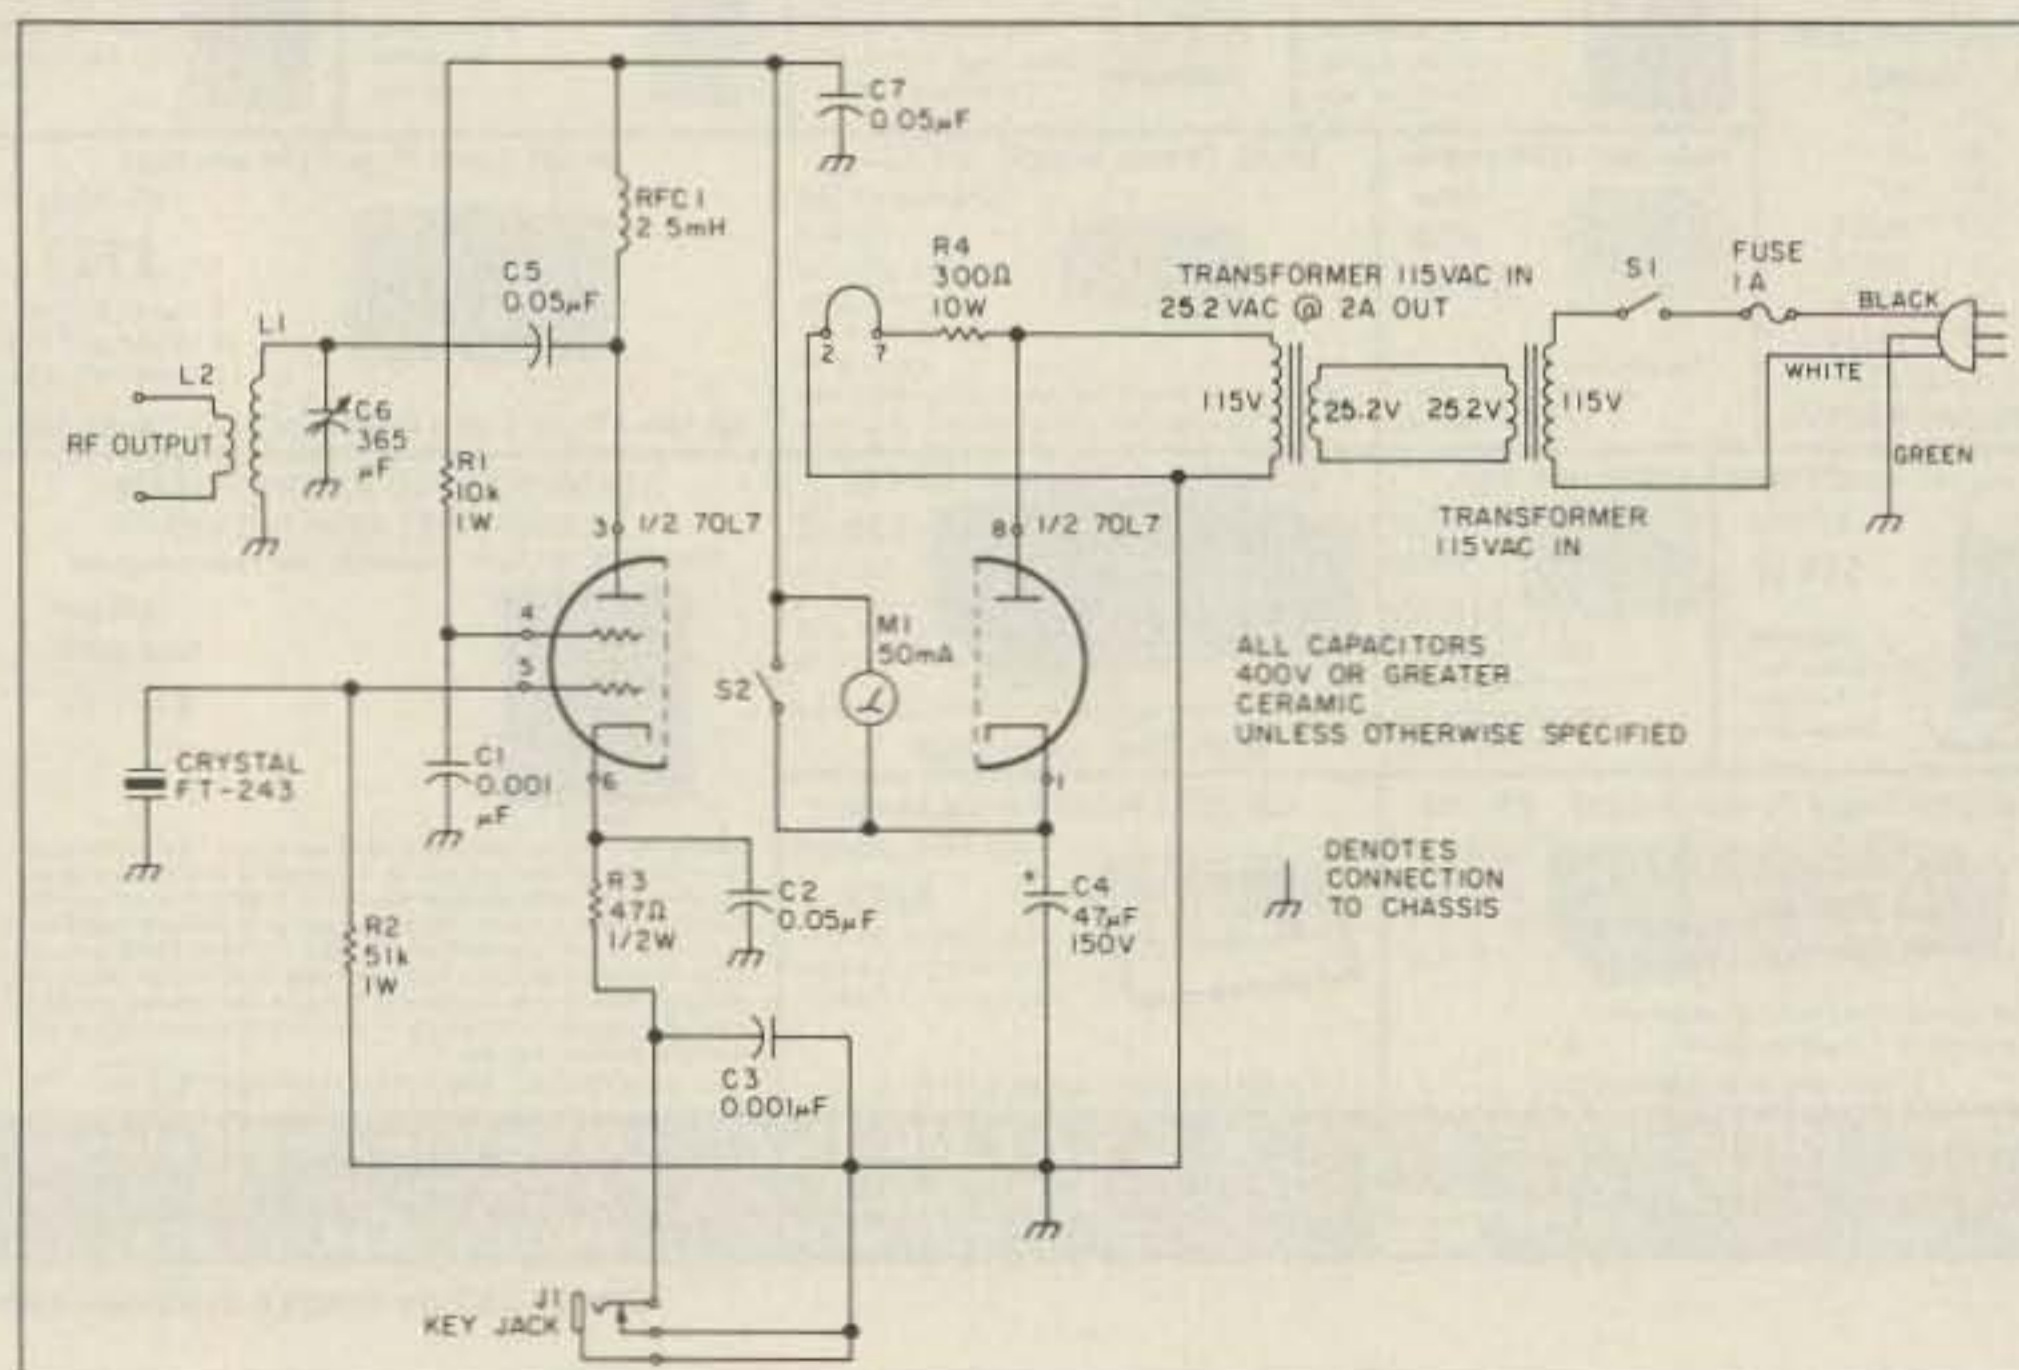 C7
0.05µF
RFC1
2.5mH
C5
0.05µF
R4
300Ω
10W
2
7
TRANSFORMER 115VAC IN
25.2VAC @ 2A OUT
S1
FUSE
1A
BLACK
WHITE
GREEN
L1
L2
RF OUTPUT
C6
365
µF
115V
25.2V
25.2V
115V
TRANSFORMER
115VAC IN
R1
10k
1W
3
1/2 70L7
8
1/2 70L7
4
5
6
1
S2
M1
50mA
ALL CAPACITORS
400V OR GREATER
CERAMIC
UNLESS OTHERWISE SPECIFIED
CRYSTAL
FT-243
C1
0.001
µF
R3
47Ω
1/2W
C2
0.05µF
+
C4
47µF
150V
DENOTES
CONNECTION
TO CHASSIS
R2
51k
1W
C3
0.001µF
J1
KEY JACK